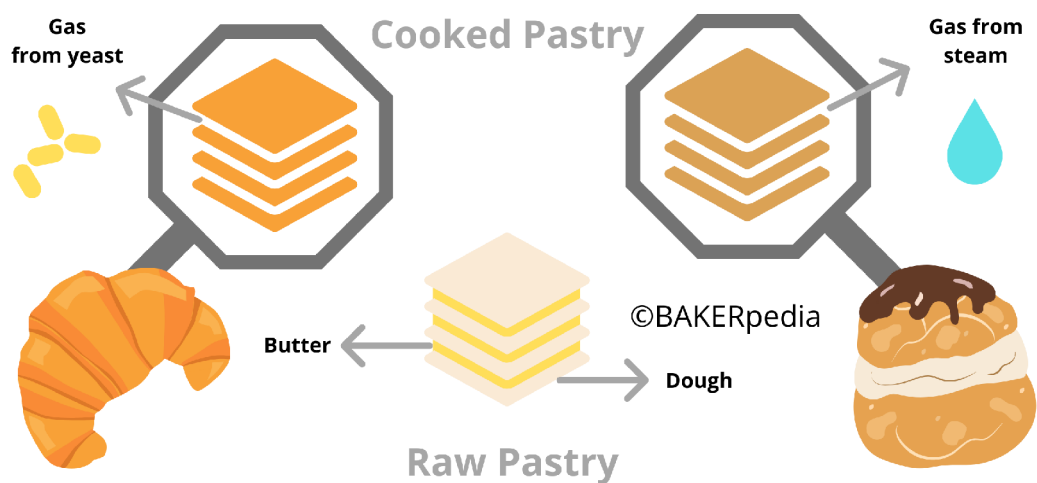 Gas
from yeast
Cooked Pastry
Gas from
steam
©BAKERpedia
Butter
Dough
Raw Pastry